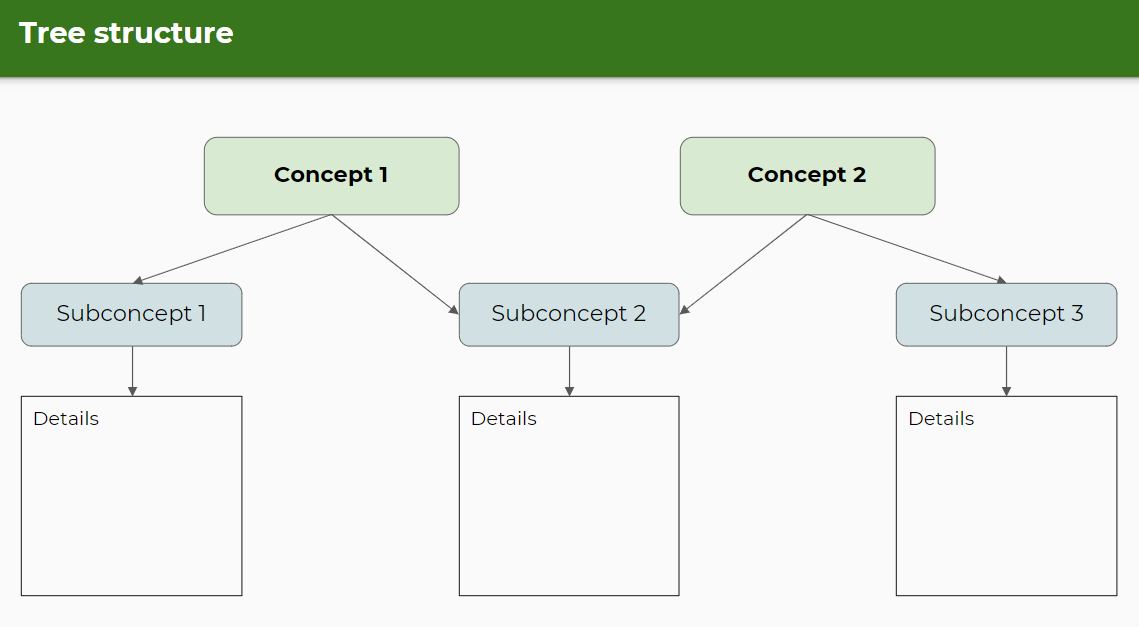 Tree structure
Concept 1
Concept 2
Subconcept 1
Subconcept 2
Subconcept 3
Details
Details
Details